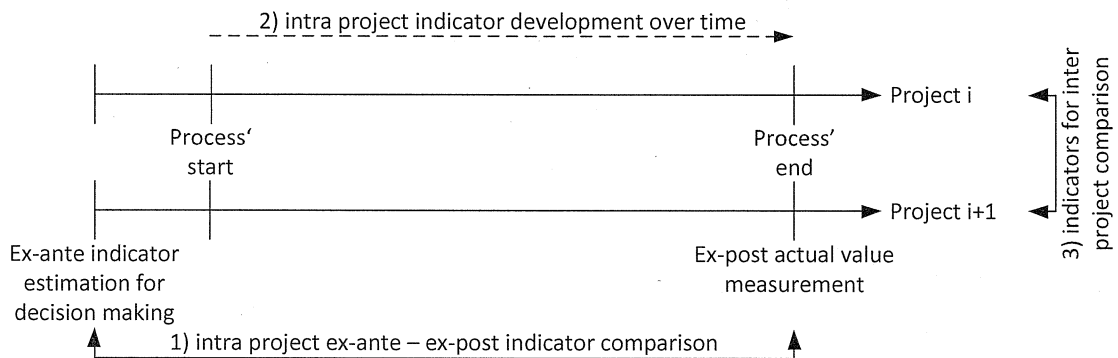 2) intra project indicator development over time
Project i
Process‘
start
Process’
end
Project i+1
Ex-ante indicator
estimation for
decision making
Ex-post actual value
measurement
1) intra project ex-ante – ex-post indicator comparison
3) indicators for inter
project comparison